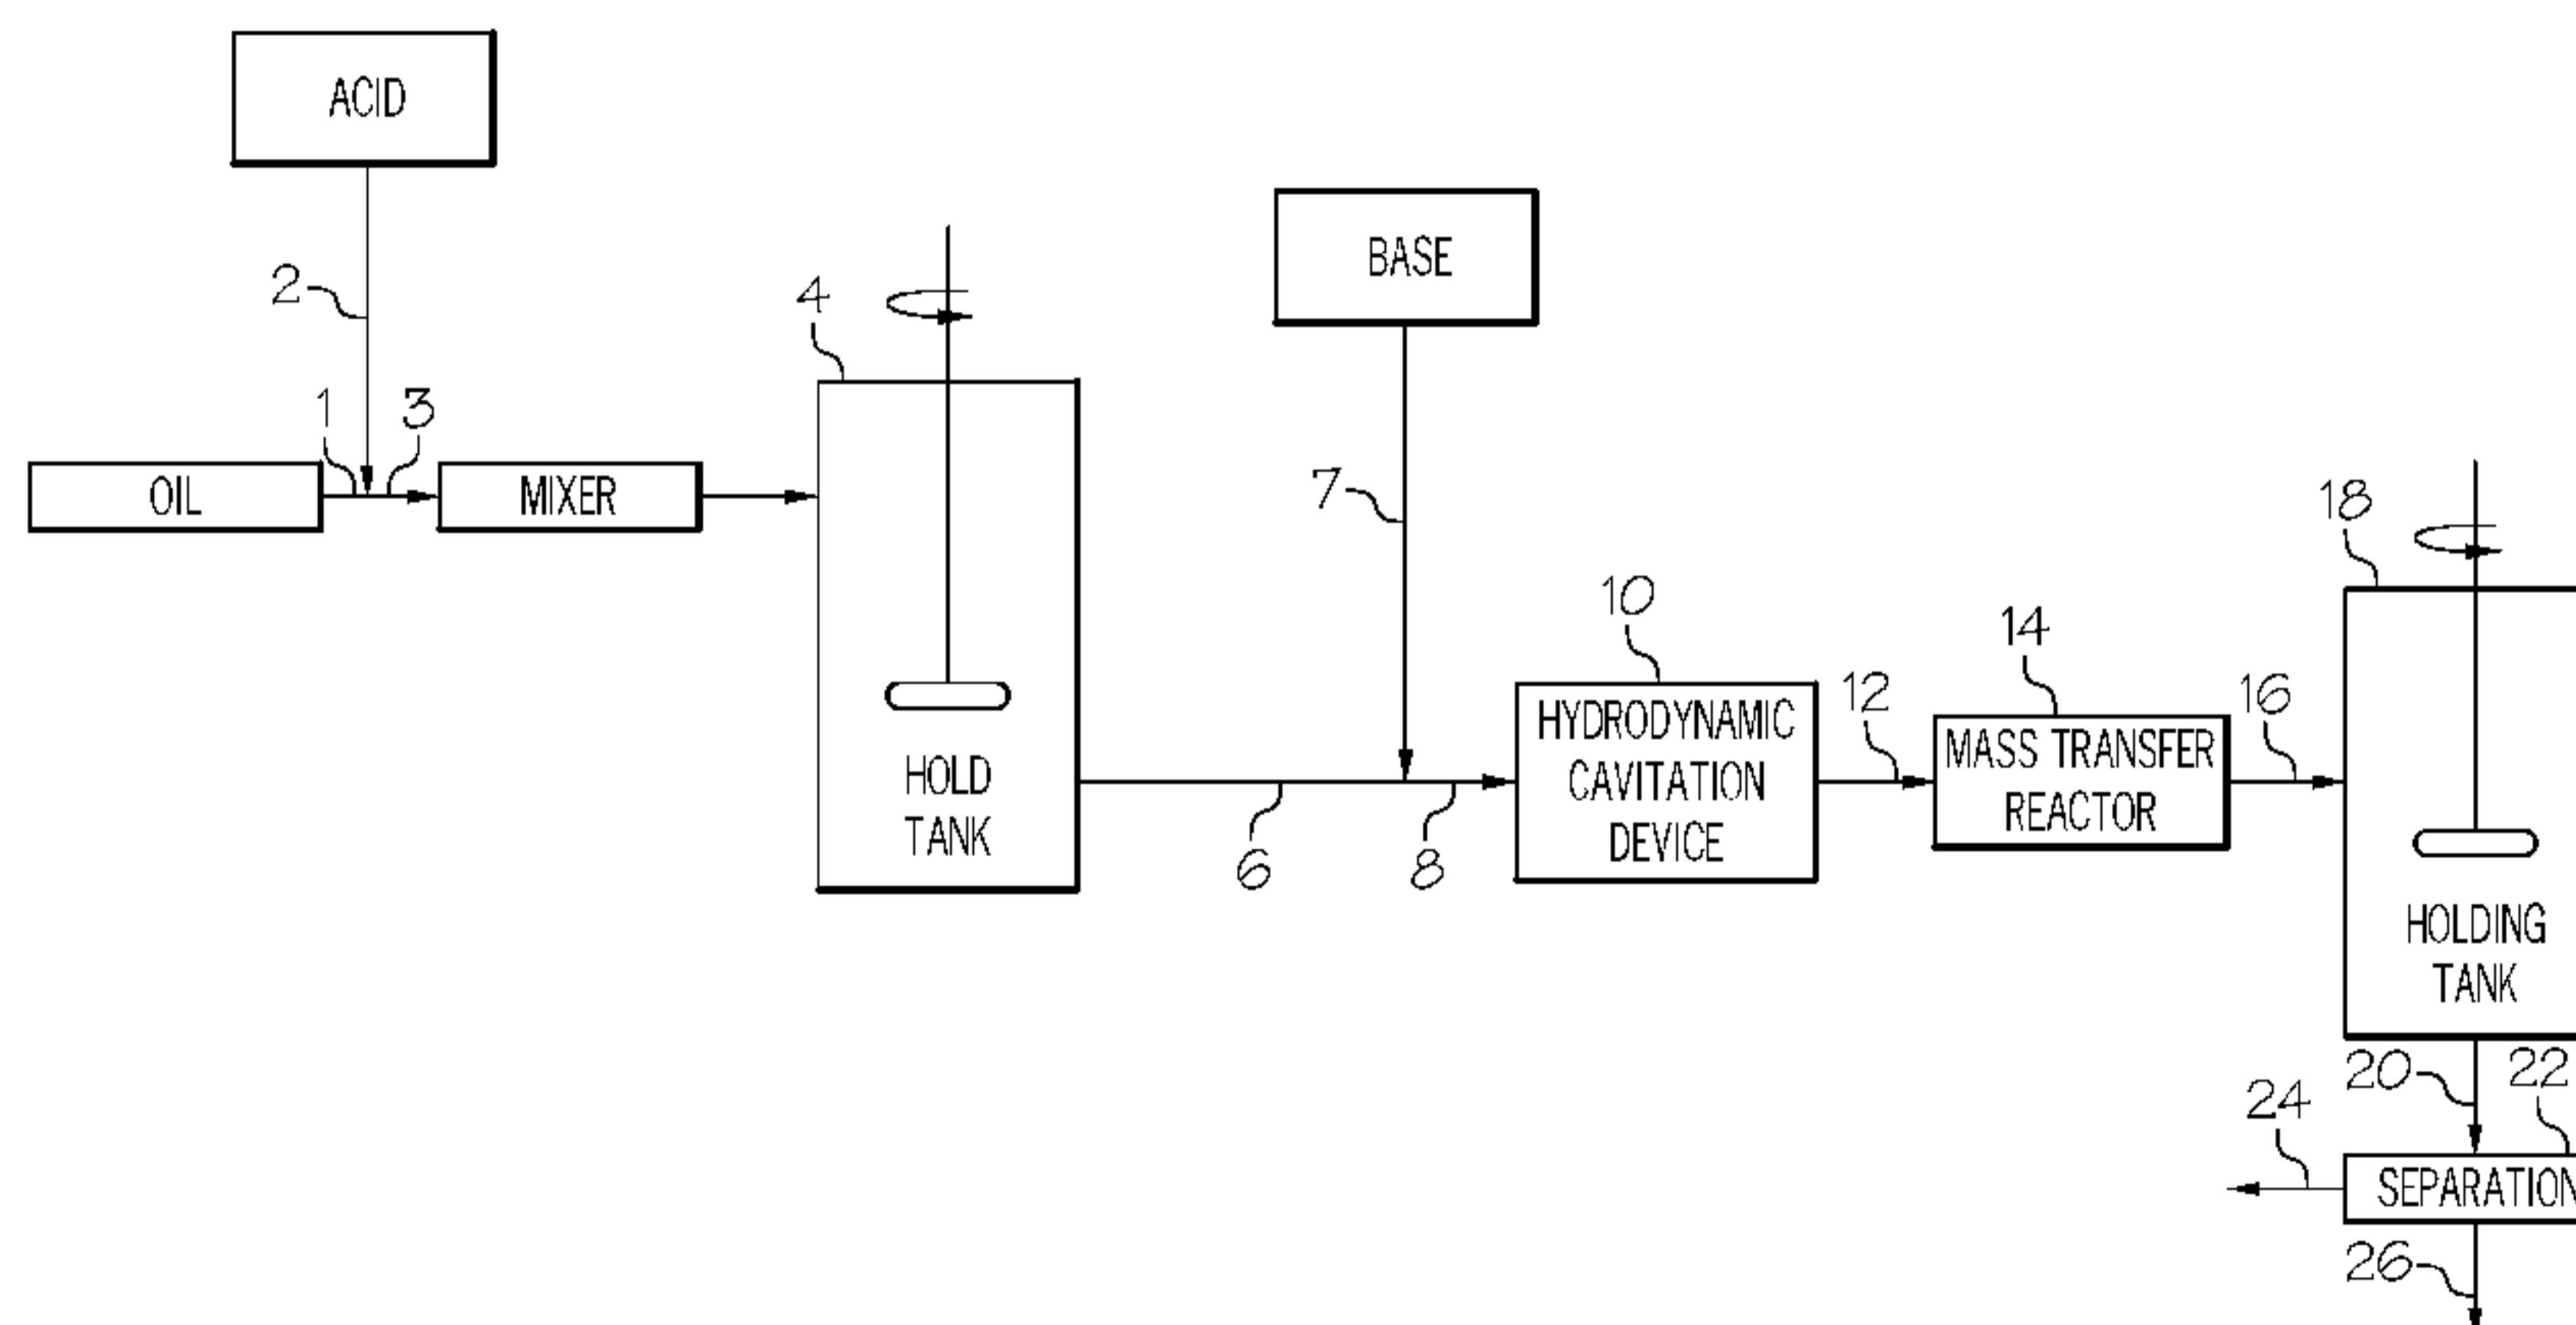 ACID
2
1
3
OIL
MIXER
4
HOLD
TANK
BASE
7
6
8
10
HYDRODYNAMIC
CAVITATION
DEVICE
12
14
MASS TRANSFER
REACTOR
16
18
HOLDING
TANK
20
22
24
SEPARATION
26